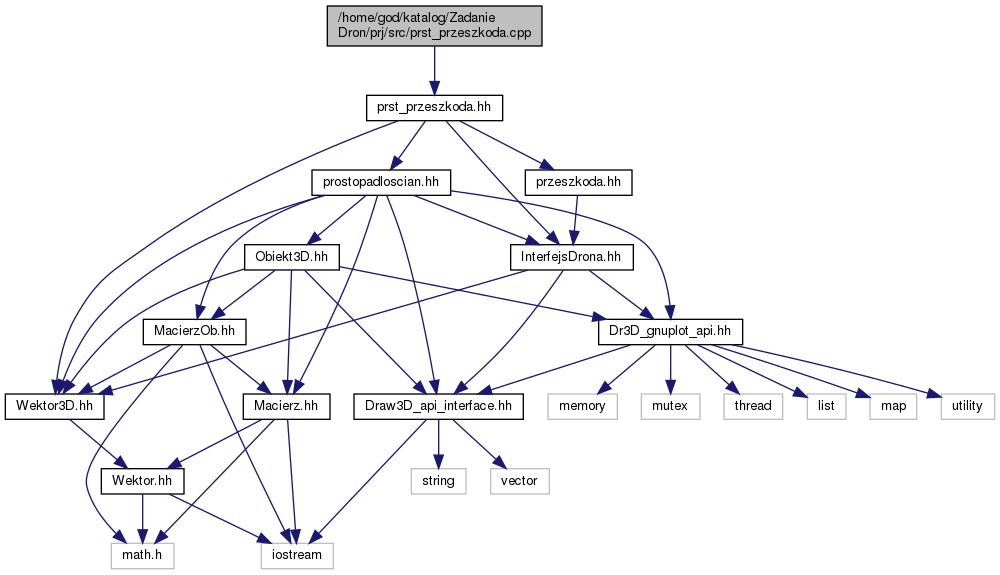 /home/god/katalog/Zadanie
Dron/prj/src/prst_przeszkoda.cpp
prst_przeszkoda.hh
prostopadloscian.hh
przeszkoda.hh
Obiekt3D.hh
InterfejsDrona.hh
MacierzOb.hh
Dr3D_gnuplot_api.hh
Wektor3D.hh
Macierz.hh
Draw3D_api_interface.hh
memory
mutex
thread
list
map
utility
Wektor.hh
string
vector
math.h
iostream